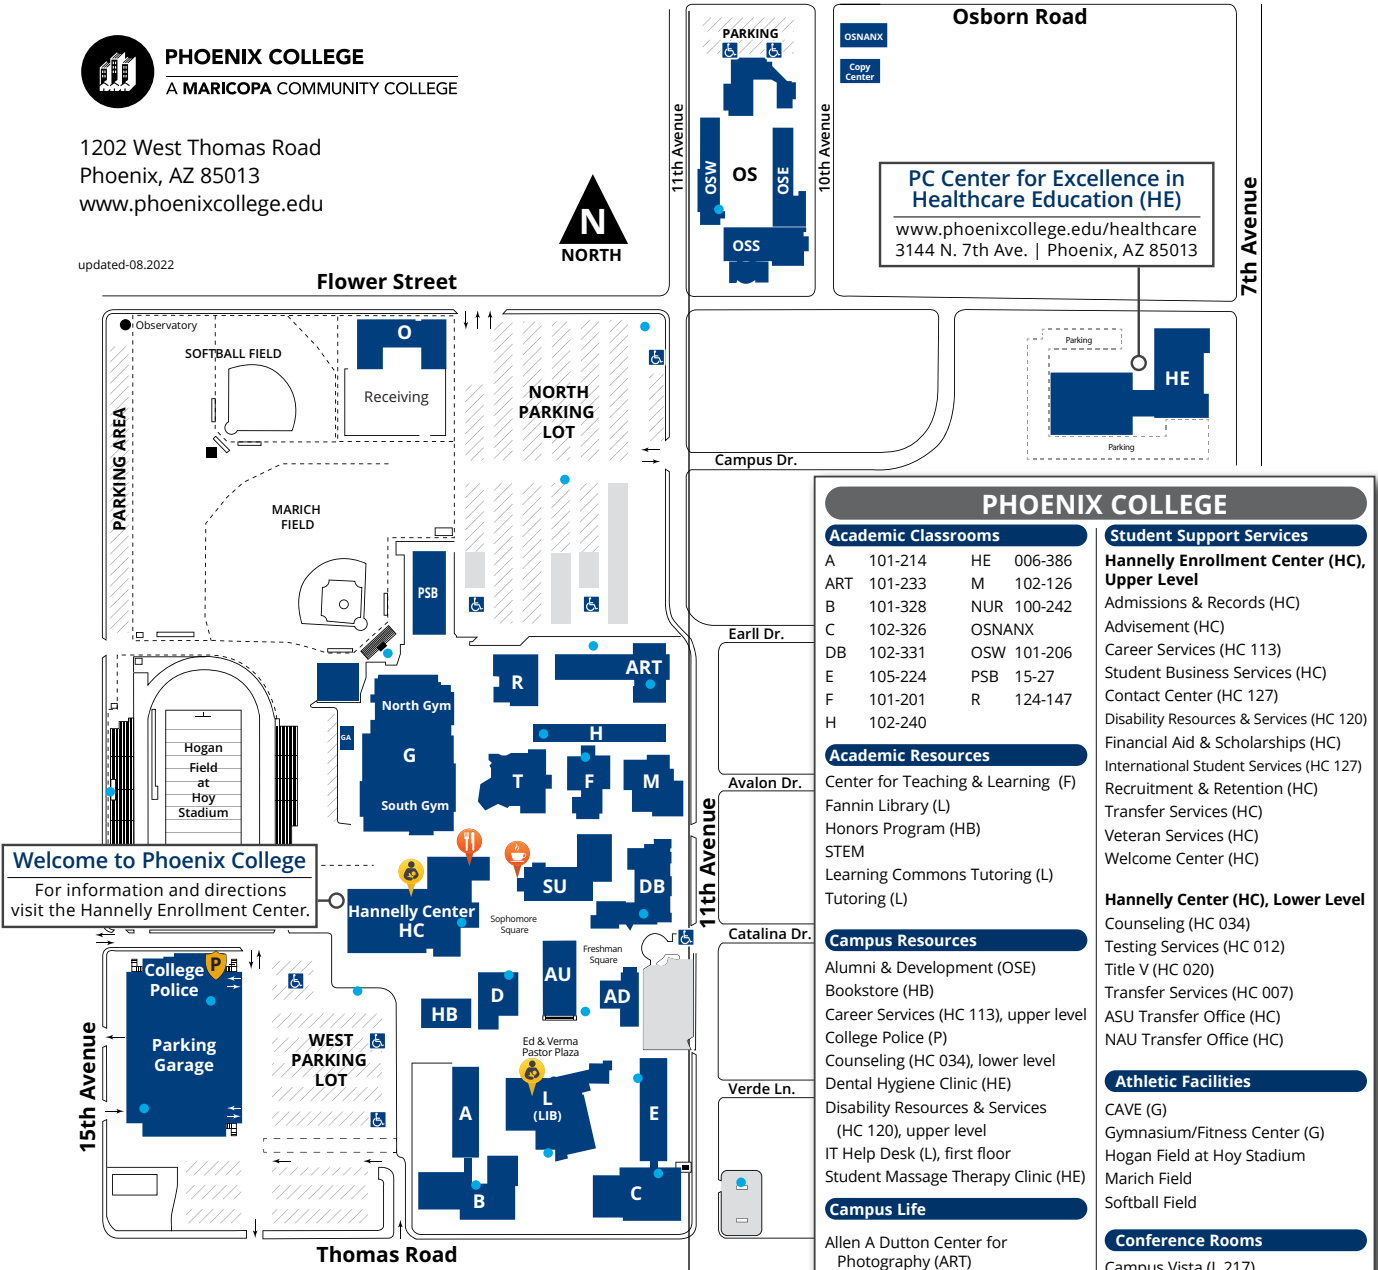 PHOENIX COLLEGE
A MARICOPA COMMUNITY COLLEGE
1202 West Thomas Road
Phoenix, AZ 85013
www.phoenixcollege.edu
updated-08.2022
N
NORTH
Flower Street
Osborn Road
PARKING
OSNANX
Copy
Center
11th Avenue
10th Avenue
7th Avenue
OSW
OS
OSE
OSS
PC Center for Excellence in
Healthcare Education (HE)
www.phoenixcollege.edu/healthcare
3144 N. 7th Ave. | Phoenix, AZ 85013
Parking
HE
Parking
Observatory
SOFTBALL FIELD
O
Receiving
PARKING AREA
NORTH
PARKING
LOT
Campus Dr.
MARICH
FIELD
PSB
Earll Dr.
R
ART
North Gym
G
South Gym
GA
H
T
F
M
Avalon Dr.
Hogan
Field
at
Hoy
Stadium
11th Avenue
Welcome to Phoenix College
For information and directions
visit the Hannelly Enrollment Center.
Hannelly Center
HC
SU
DB
Sophomore
Square
Freshman
Square
Catalina Dr.
College
Police
P
Parking
Garage
15th Avenue
WEST
PARKING
LOT
HB
D
AU
AD
Ed & Verma
Pastor Plaza
Verde Ln.
A
L
(LIB)
E
B
C
Thomas Road
PHOENIX COLLEGE
Academic Classrooms
A 101-214
ART 101-233
B 101-328
C 102-326
DB 102-331
E 105-224
F 101-201
H 102-240
HE 006-386
M 102-126
NUR 100-242
OSNANX
OSW 101-206
PSB 15-27
R 124-147
Academic Resources
Center for Teaching & Learning (F)
Fannin Library (L)
Honors Program (HB)
STEM
Learning Commons Tutoring (L)
Tutoring (L)
Campus Resources
Alumni & Development (OSE)
Bookstore (HB)
Career Services (HC 113), upper level
College Police (P)
Counseling (HC 034), lower level
Dental Hygiene Clinic (HE)
Disability Resources & Services
(HC 120), upper level
IT Help Desk (L), first floor
Student Massage Therapy Clinic (HE)
Campus Life
Allen A Dutton Center for
Photography (ART)
Student Support Services
Hannelly Enrollment Center (HC),
Upper Level
Admissions & Records (HC)
Advisement (HC)
Career Services (HC 113)
Student Business Services (HC)
Contact Center (HC 127)
Disability Resources & Services (HC 120)
Financial Aid & Scholarships (HC)
International Student Services (HC 127)
Recruitment & Retention (HC)
Transfer Services (HC)
Veteran Services (HC)
Welcome Center (HC)
Hannelly Center (HC), Lower Level
Counseling (HC 034)
Testing Services (HC 012)
Title V (HC 020)
Transfer Services (HC 007)
ASU Transfer Office (HC)
NAU Transfer Office (HC)
Athletic Facilities
CAVE (G)
Gymnasium/Fitness Center (G)
Hogan Field at Hoy Stadium
Marich Field
Softball Field
Conference Rooms
Campus Vista (L 217)